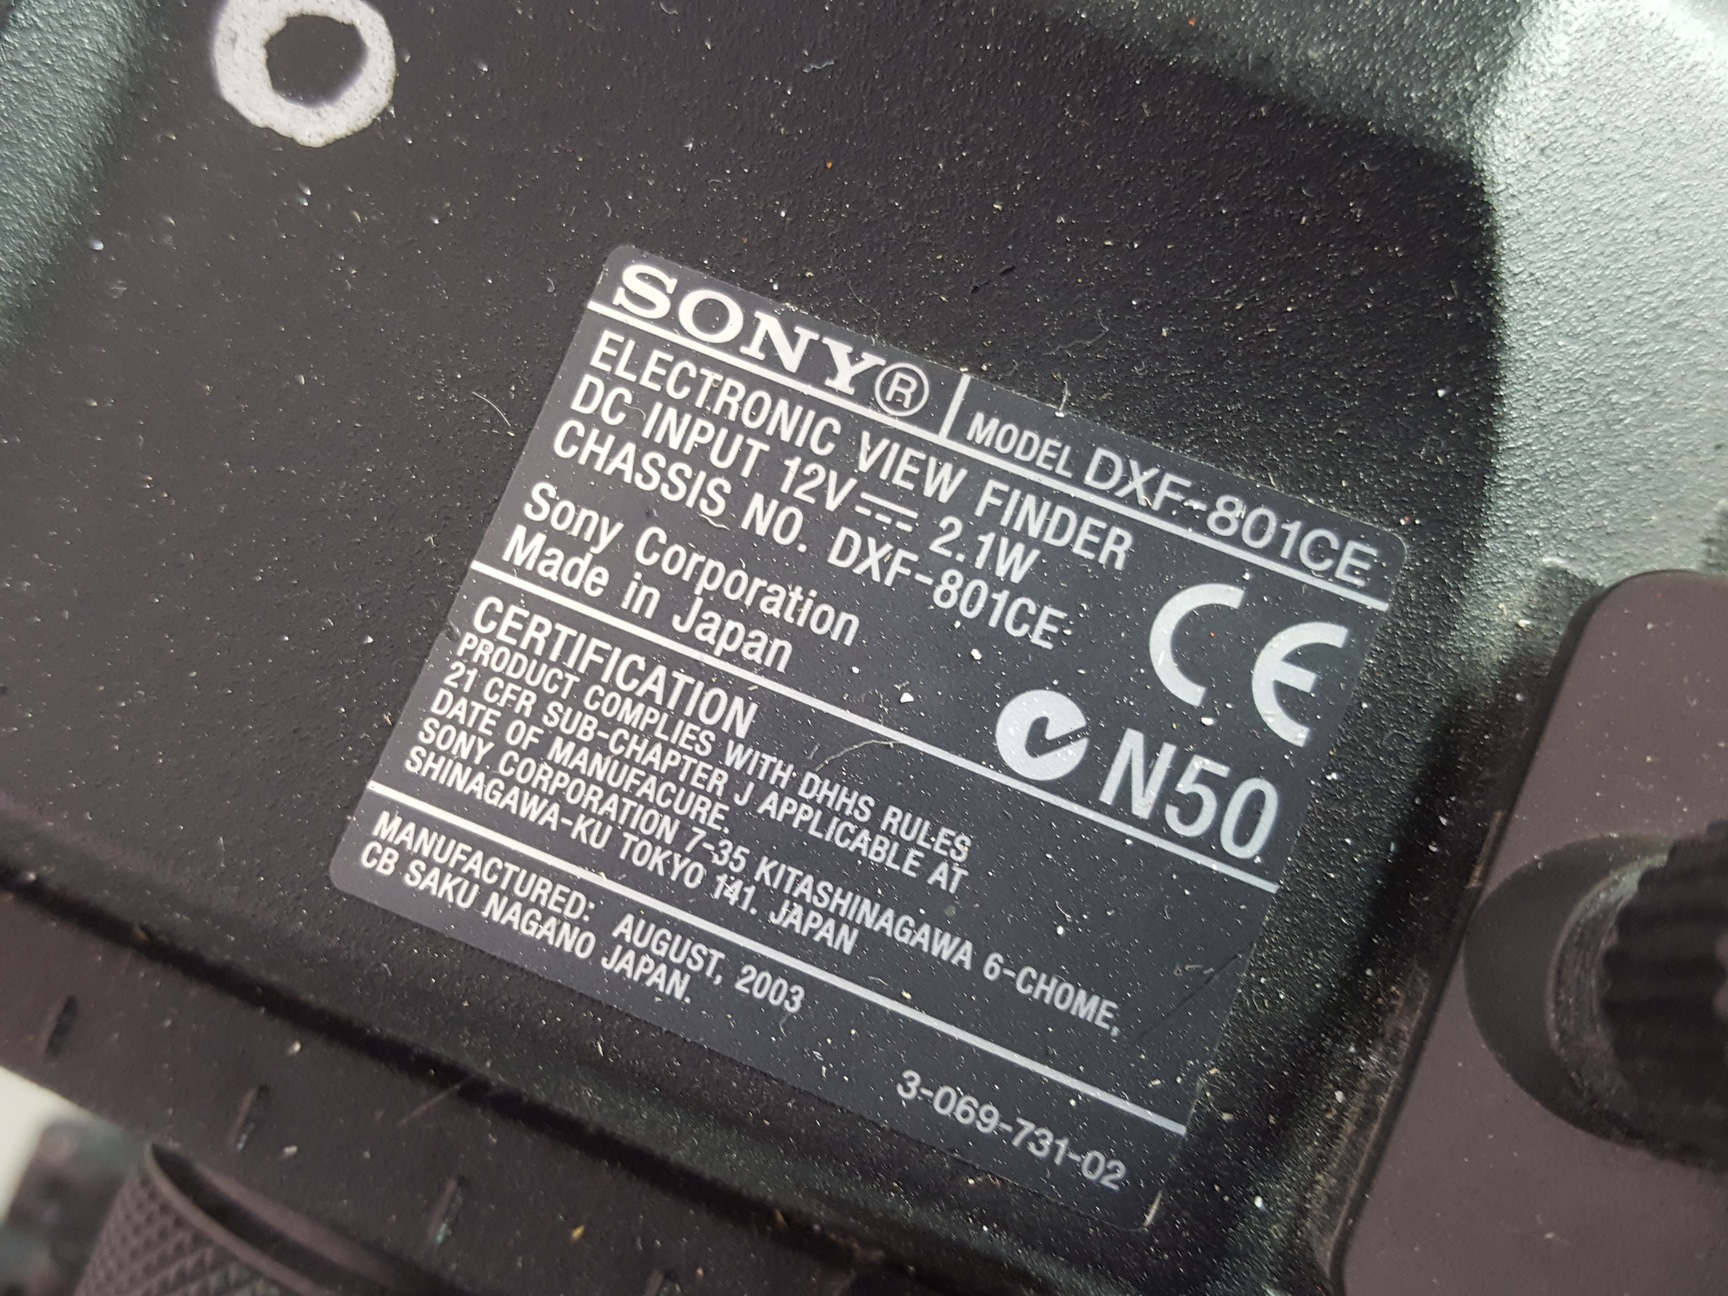 SONY® MODEL DXF-801CE
ELECTRONIC VIEW FINDER
DC INPUT 12V⎓ 2.1W
CHASSIS NO. DXF-801CE
Sony Corporation
Made in Japan
CE
N50
CERTIFICATION
PRODUCT COMPLIES WITH DHHS RULES
21 CFR SUB-CHAPTER J APPLICABLE AT
DATE OF MANUFACURE.
SONY CORPORATION 7-35 KITASHINAGAWA 6-CHOME,
SHINAGAWA-KU TOKYO 141. JAPAN
MANUFACTURED: AUGUST, 2003
CB SAKU NAGANO JAPAN.
3-069-731-02